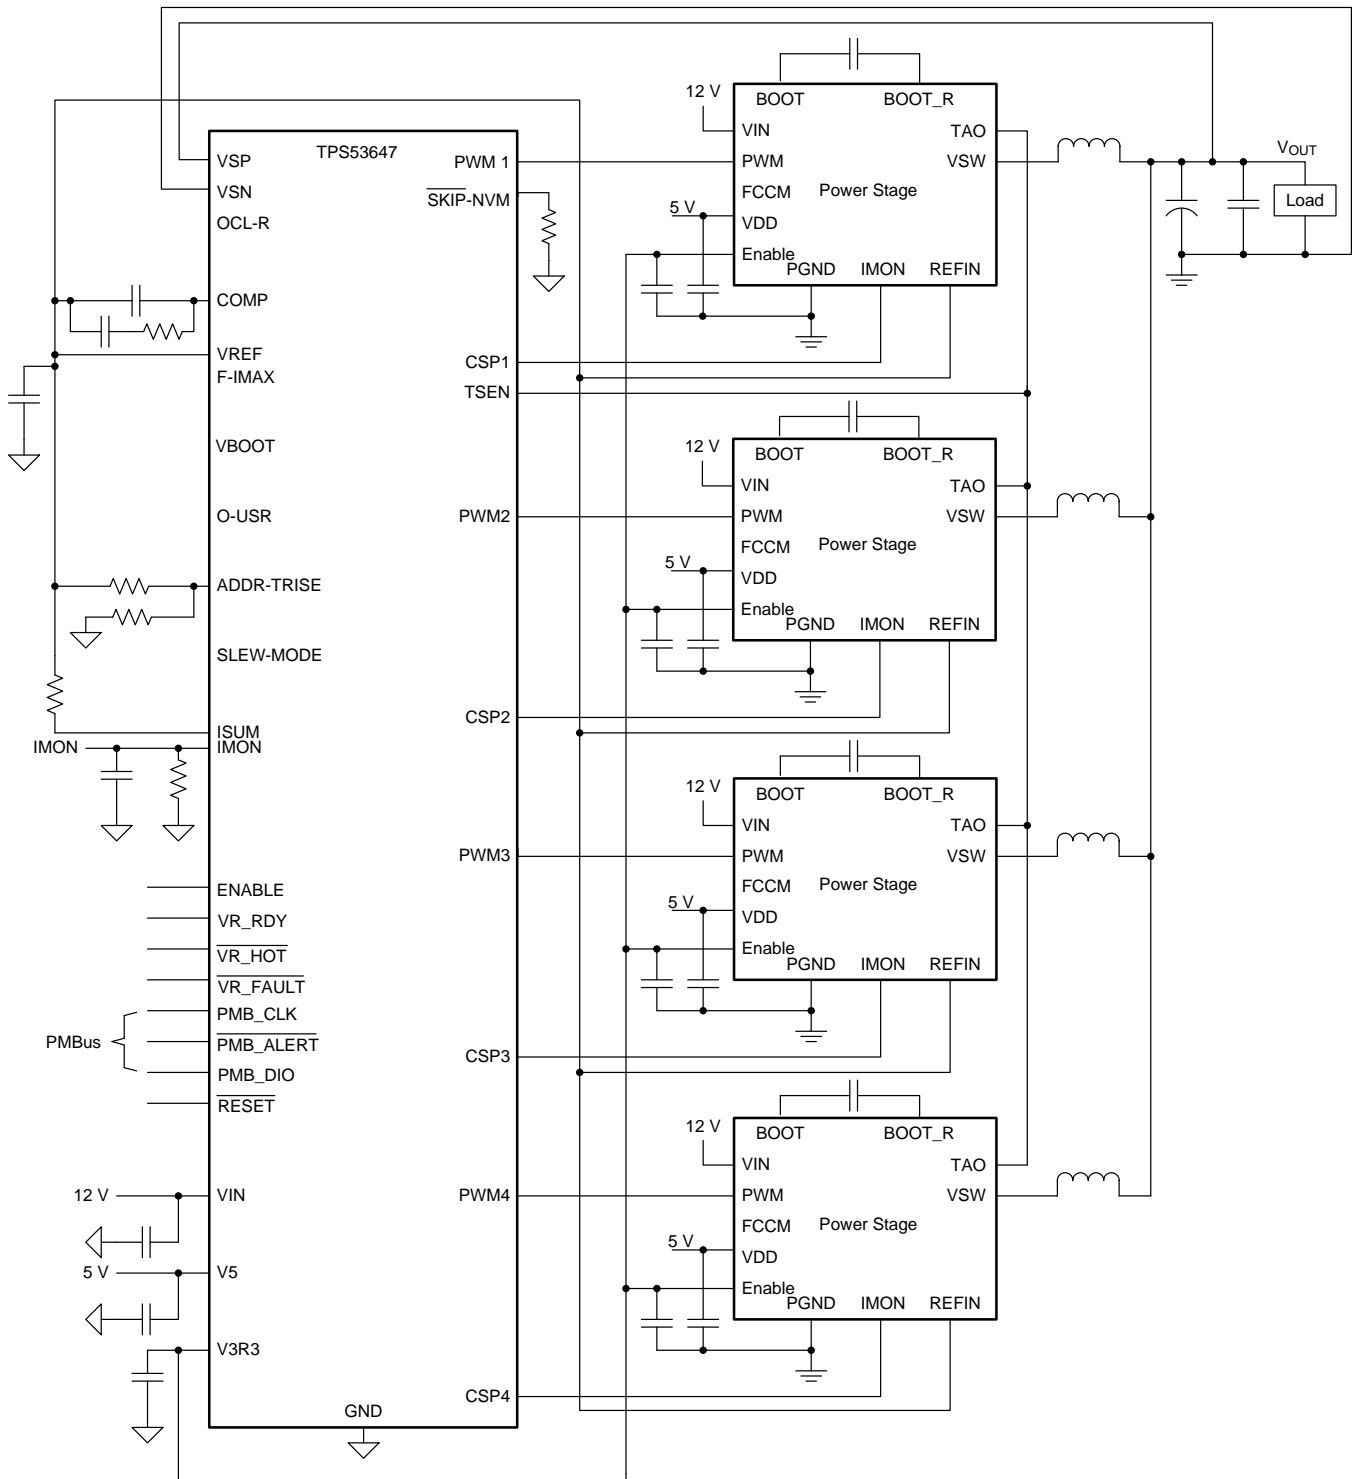 TPS53647
VSP
VSN
OCL-R
COMP
VREF
F-IMAX
VBOOT
O-USR
ADDR-TRISE
SLEW-MODE
ISUM
IMON
IMON
ENABLE
VR_RDY
VR_HOT
VR_FAULT
PMB_CLK
PMBus
PMB_ALERT
PMB_DIO
RESET
12 V
VIN
5 V
V5
V3R3
GND
PWM 1
SKIP-NVM
CSP1
TSEN
PWM2
CSP2
PWM3
CSP3
PWM4
CSP4
12 V
BOOT
BOOT_R
VIN
TAO
PWM
VSW
FCCM
Power Stage
5 V
VDD
Enable
PGND
IMON
REFIN
VOUT
Load
12 V
BOOT
BOOT_R
VIN
TAO
PWM
VSW
FCCM
Power Stage
5 V
VDD
Enable
PGND
IMON
REFIN
12 V
BOOT
BOOT_R
VIN
TAO
PWM
VSW
FCCM
Power Stage
5 V
VDD
Enable
PGND
IMON
REFIN
12 V
BOOT
BOOT_R
VIN
TAO
PWM
VSW
FCCM
Power Stage
5 V
VDD
Enable
PGND
IMON
REFIN